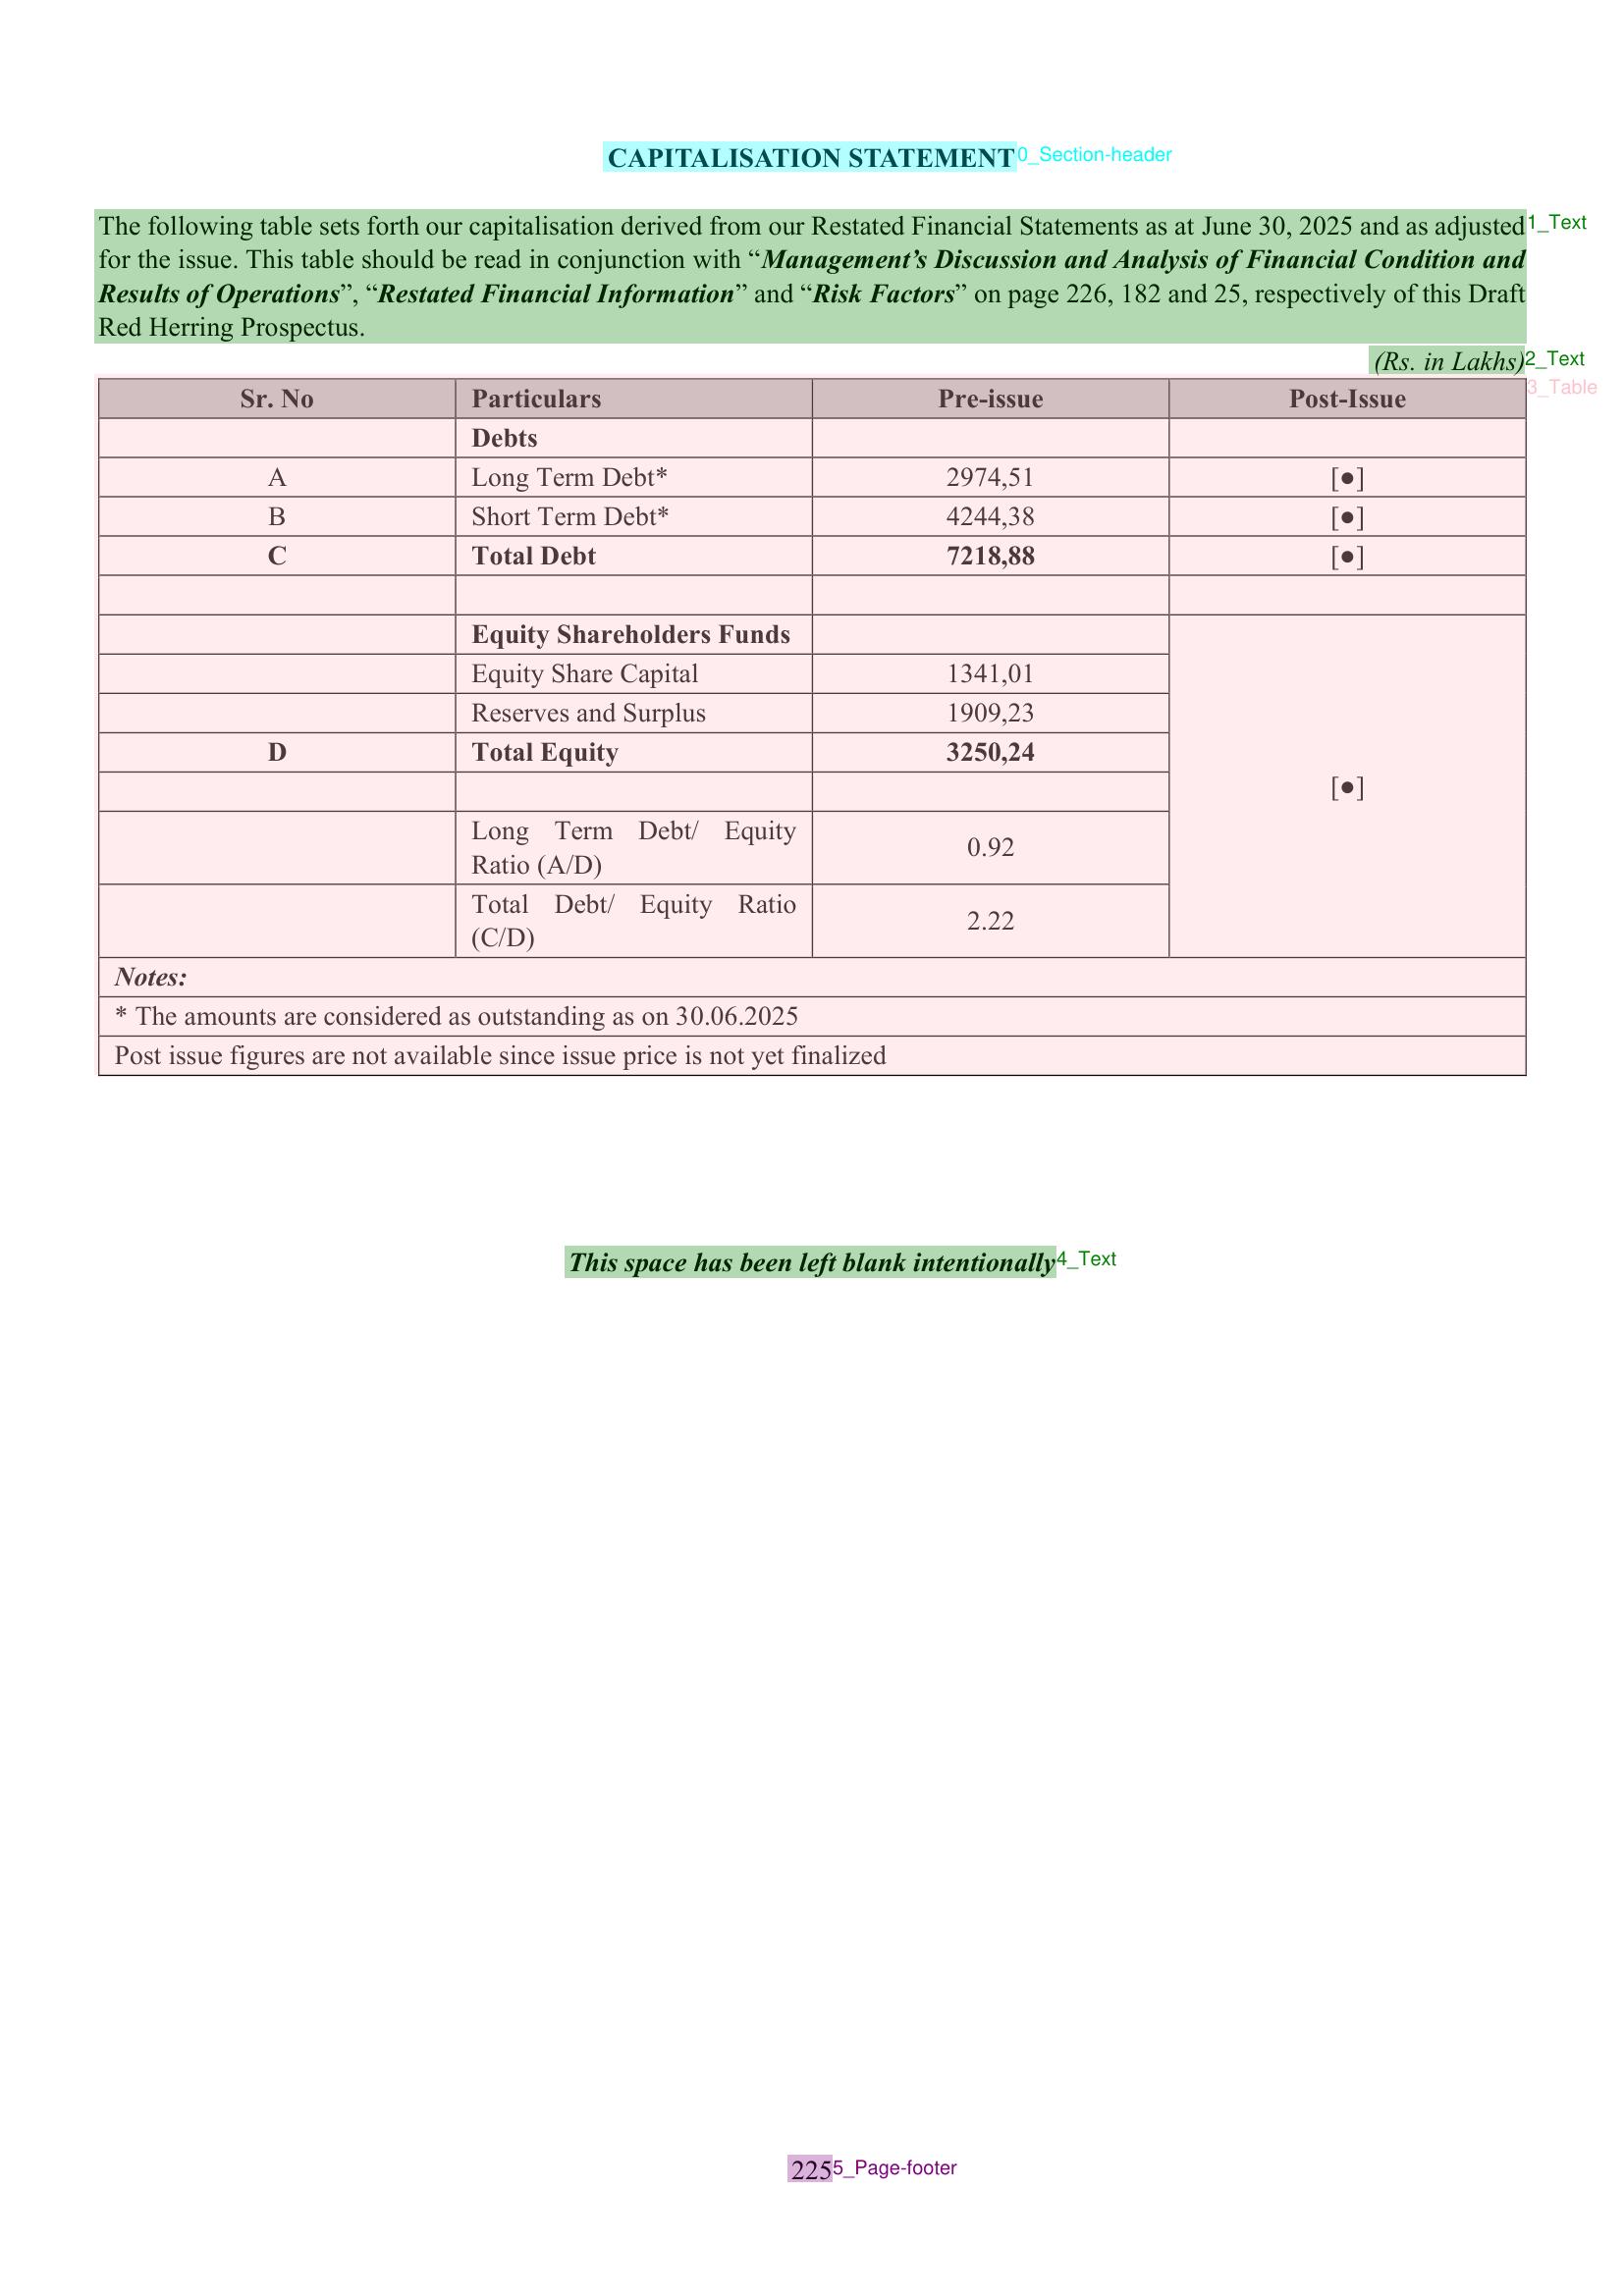 CAPITALISATION STATEMENT 0_Section-header
The following table sets forth our capitalisation derived from our Restated Financial Statements as at June 30, 2025 and as adjusted 1_Text
for the issue. This table should be read in conjunction with “Management’s Discussion and Analysis of Financial Condition and
Results of Operations”, “Restated Financial Information” and “Risk Factors” on page 226, 182 and 25, respectively of this Draft
Red Herring Prospectus.
(Rs. in Lakhs) 2_Text
3_Table
Sr. No Particulars Pre-issue Post-Issue
Debts
A Long Term Debt* 2974,51 [●]
B Short Term Debt* 4244,38 [●]
C Total Debt 7218,88 [●]
Equity Shareholders Funds
Equity Share Capital 1341,01
Reserves and Surplus 1909,23
D Total Equity 3250,24
[●]
Long Term Debt/ Equity
Ratio (A/D) 0.92
Total Debt/ Equity Ratio
(C/D) 2.22
Notes:
* The amounts are considered as outstanding as on 30.06.2025
Post issue figures are not available since issue price is not yet finalized
This space has been left blank intentionally 4_Text
225 5_Page-footer